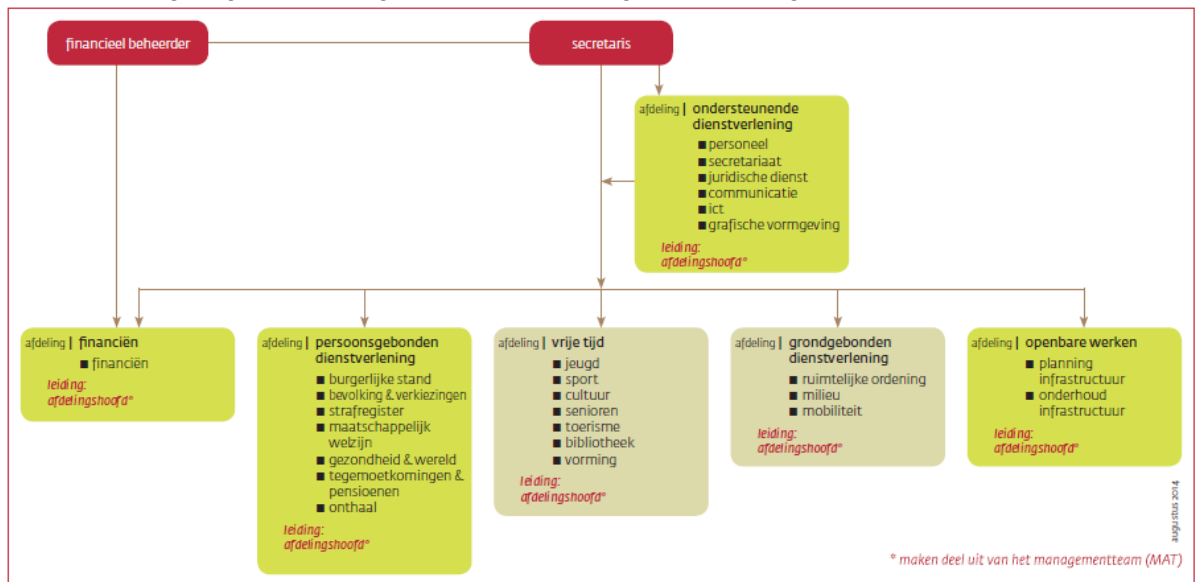 financieel beheerder
secretaris
afdeling | ondersteunende
dienstverlening
■ personeel
■ secretariaat
■ juridische dienst
■ communicatie
■ ict
■ grafische vormgeving
leiding:
afdelingshoofd*
afdeling | financiën
■ financiën
leiding:
afdelingshoofd*
afdeling | persoonsgebonden
dienstverlening
■ burgerlijke stand
■ bevolking & verkiezingen
■ strafregister
■ maatschappelijk
welzijn
■ gezondheid & wereld
■ tegemoetkomingen &
pensioenen
■ onthaal
leiding:
afdelingshoofd*
afdeling | vrije tijd
■ jeugd
■ sport
■ cultuur
■ senioren
■ toerisme
■ bibliotheek
■ vorming
leiding:
afdelingshoofd*
afdeling | grondgebonden
dienstverlening
■ ruimtelijke ordening
■ milieu
■ mobiliteit
leiding:
afdelingshoofd*
afdeling | openbare werken
■ planning
infrastructuur
■ onderhoud
infrastructuur
leiding:
afdelingshoofd*
augustus 2014
* maken deel uit van het managementteam (MAT)